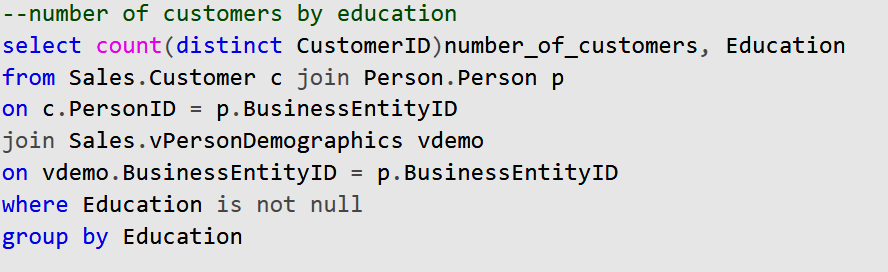 --number of customers by education
select count(distinct CustomerID)number_of_customers, Education
from Sales.Customer c join Person.Person p
on c.PersonID = p.BusinessEntityID
join Sales.vPersonDemographics vdemo
on vdemo.BusinessEntityID = p.BusinessEntityID
where Education is not null
group by Education